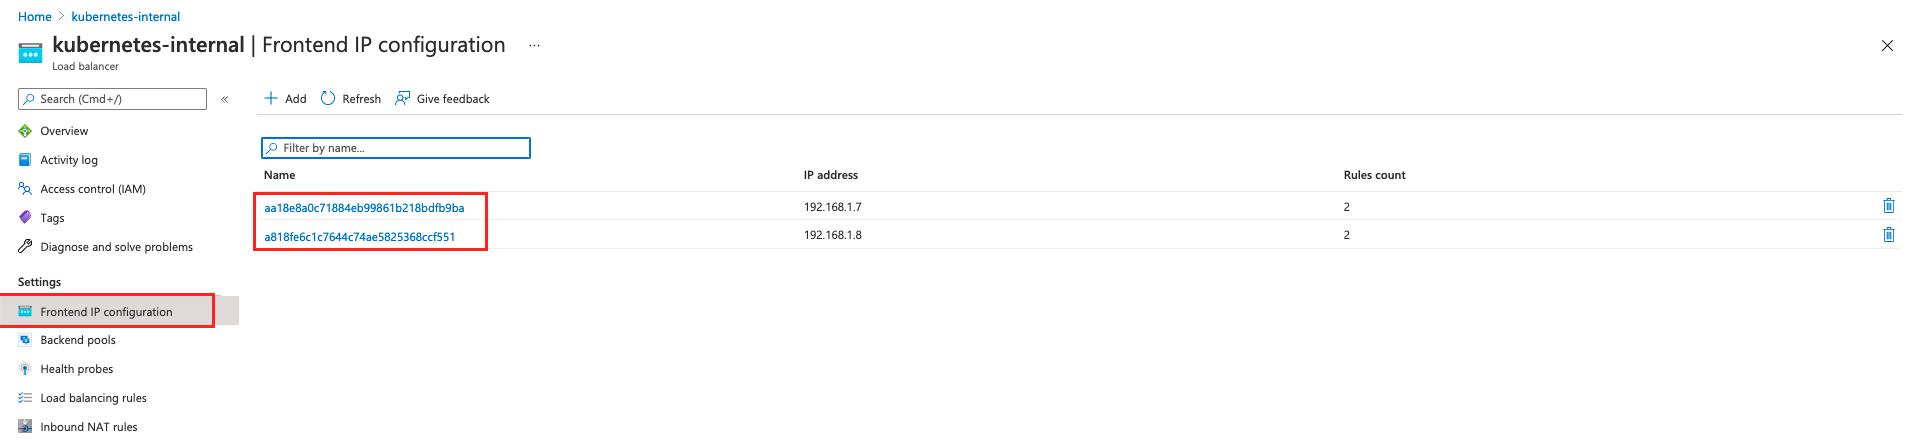 Home > kubernetes-internal
kubernetes-internal | Frontend IP configuration ...
Load balancer
Search (Cmd+/)
«
Add
Refresh
Give feedback
Overview
Activity log
Access control (IAM)
Tags
Diagnose and solve problems
Settings
Frontend IP configuration
Backend pools
Health probes
Load balancing rules
Inbound NAT rules
Filter by name...
Name IP address Rules count
aa18e8a0c71884eb99861b218bdfb9ba 192.168.1.7 2
a818fe6c1c7644c74ae5825368ccf551 192.168.1.8 2